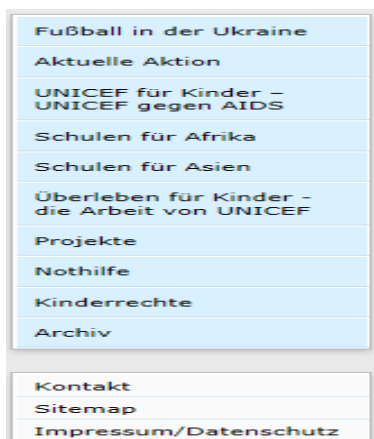 Fußball in der Ukraine
Aktuelle Aktion
UNICEF für Kinder –
UNICEF gegen AIDS
Schulen für Afrika
Schulen für Asien
Überleben für Kinder -
die Arbeit von UNICEF
Projekte
Nothilfe
Kinderrechte
Archiv
Kontakt
Sitemap
Impressum/Datenschutz